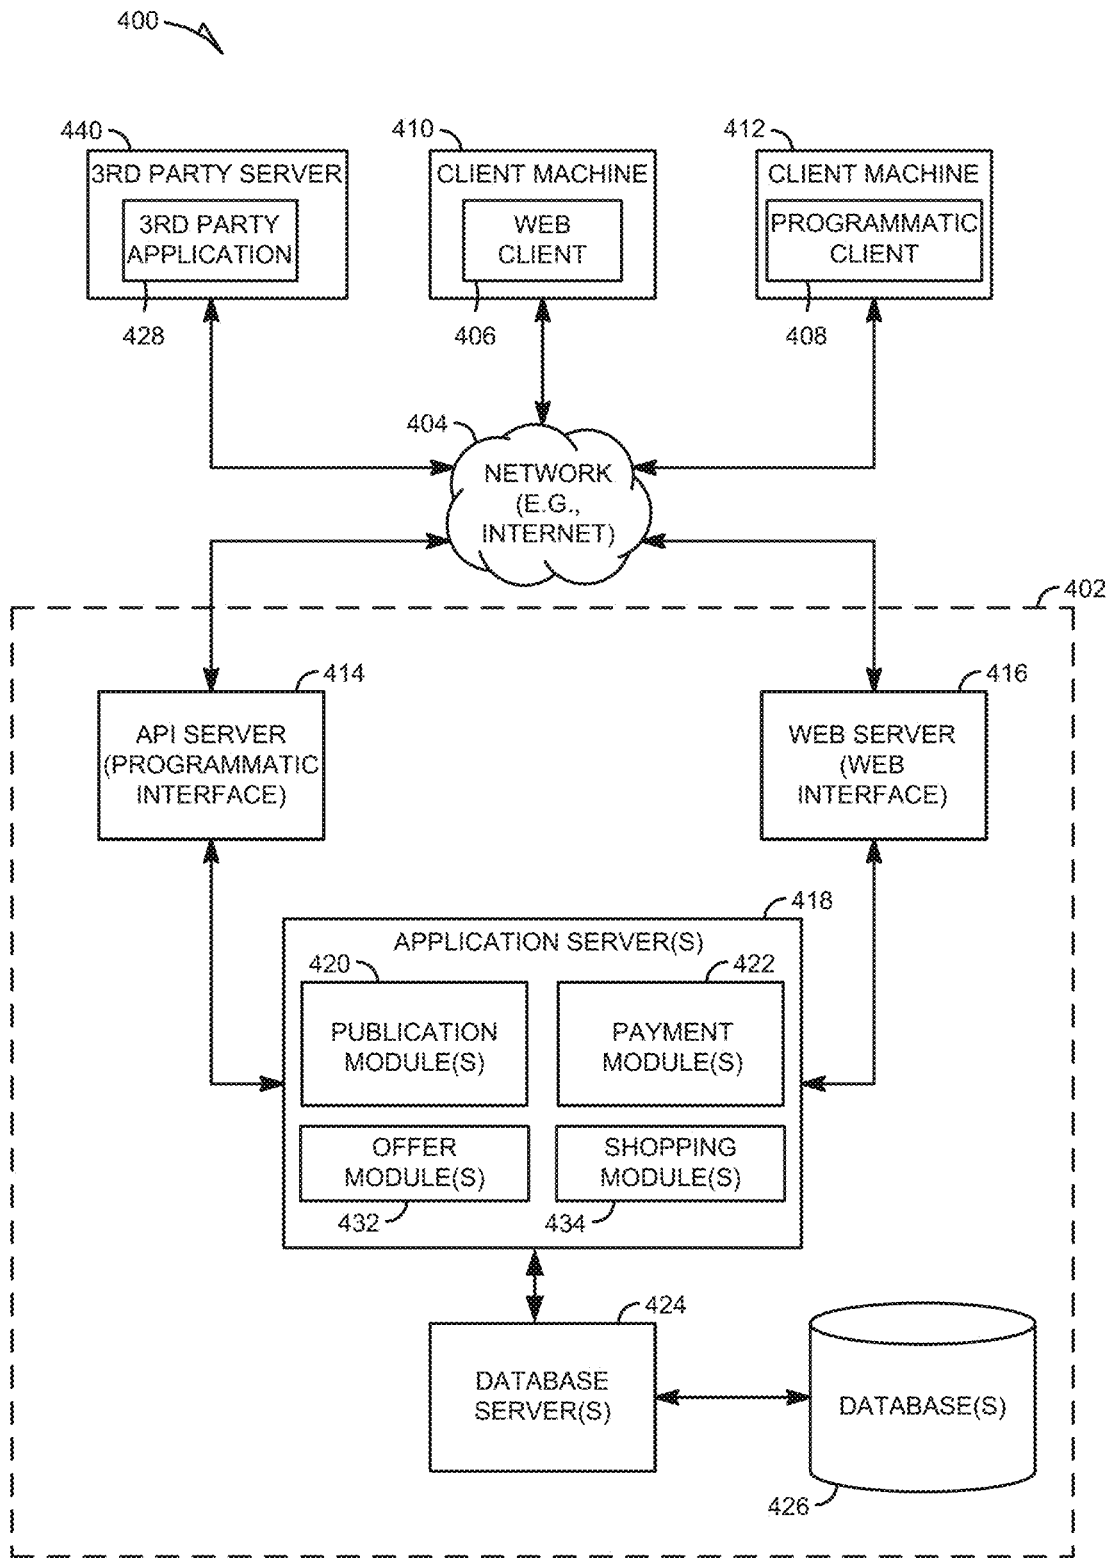 400
440
410
412
3RD PARTY SERVER
3RD PARTY
APPLICATION
428
CLIENT MACHINE
WEB
CLIENT
406
CLIENT MACHINE
PROGRAMMATIC
CLIENT
408
404
NETWORK
(E.G.,
INTERNET)
402
414
API SERVER
(PROGRAMMATIC
INTERFACE)
416
WEB SERVER
(WEB
INTERFACE)
418
APPLICATION SERVER(S)
420
PUBLICATION
MODULE(S)
422
PAYMENT
MODULE(S)
OFFER
MODULE(S)
432
SHOPPING
MODULE(S)
434
424
DATABASE
SERVER(S)
DATABASE(S)
426